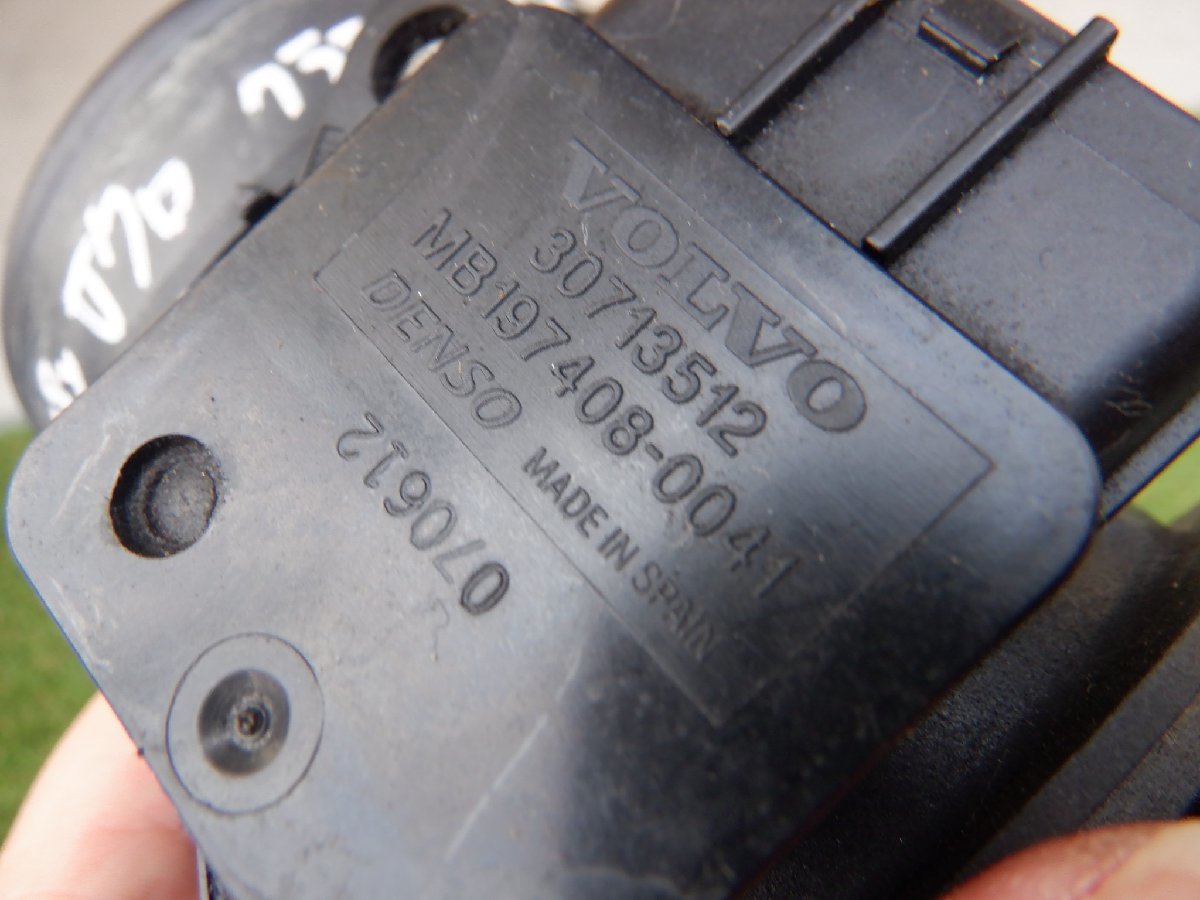 VOLVO
30713512
MB197408-0041
DENSO MADE IN SPAIN
070612